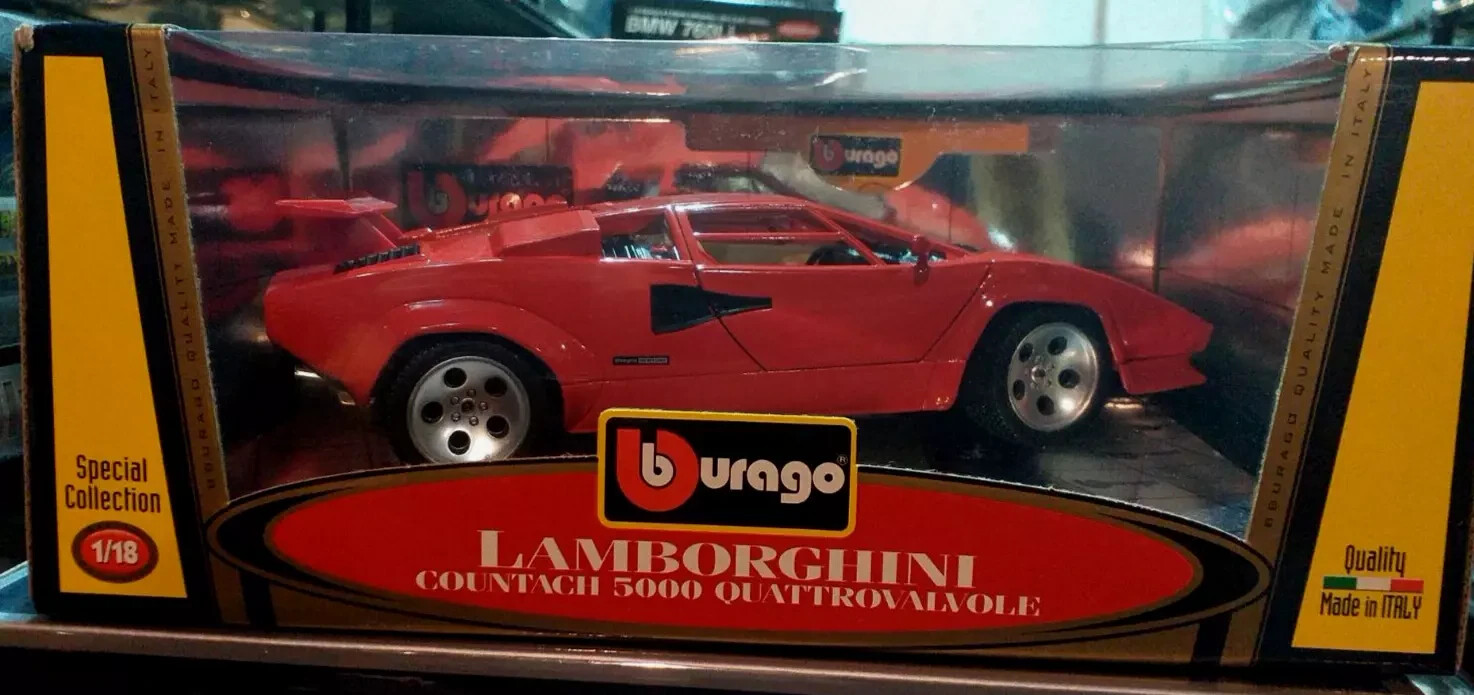 BMW 760Li
BBURAGO QUALITY MADE IN ITALY
BBURAGO QUALITY MADE IN ITALY
burago
burago
Special
Collection
1/18
burago®
LAMBORGHINI
COUNTACH 5000 QUATTROVALVOLE
Quality
Made in ITALY